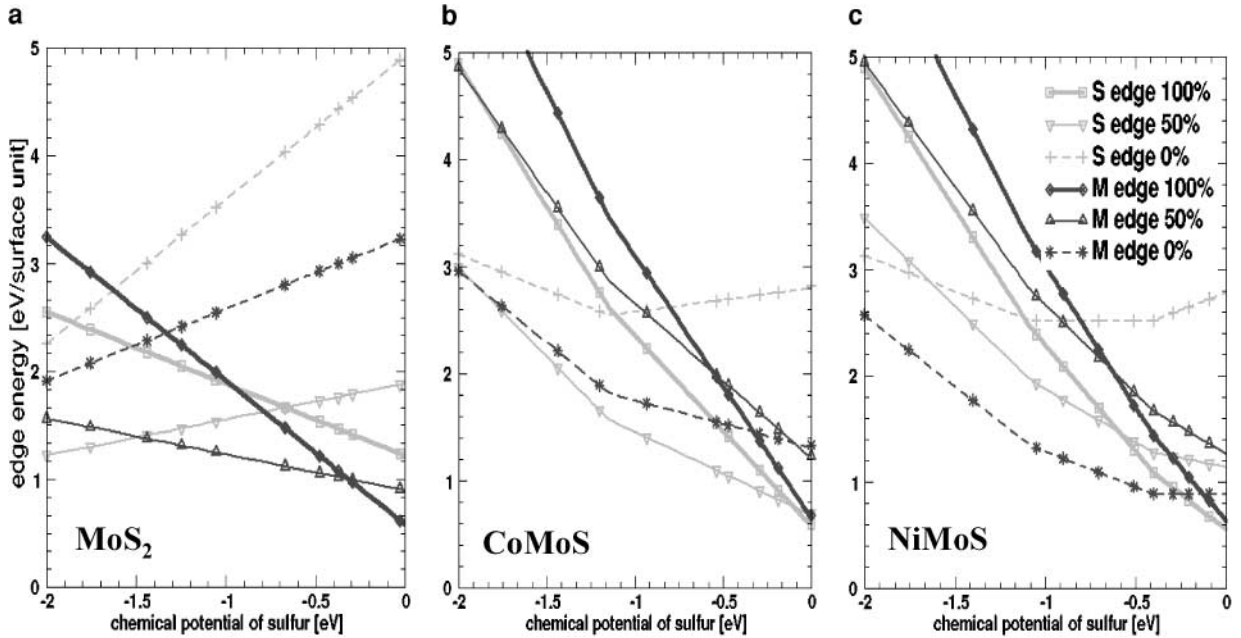 a
b
c
5
4
3
2
1
0
-2
-1.5
-1
-0.5
0
edge energy [eV/surface unit]
chemical potential of sulfur [eV]
MoS2
5
4
3
2
1
0
-2
-1.5
-1
-0.5
0
chemical potential of sulfur [eV]
CoMoS
5
4
3
2
1
0
-2
-1.5
-1
-0.5
0
chemical potential of sulfur [eV]
NiMoS
S edge 100%
S edge 50%
S edge 0%
M edge 100%
M edge 50%
M edge 0%